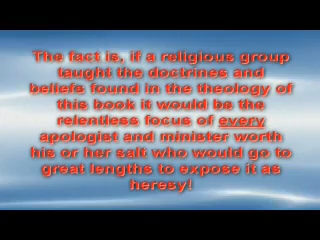 The fact is, if a religious group
taught the doctrines and
beliefs found in the theology of
this book it would be the
relentless focus of every
apologist and minister worth
his or her salt who would go to
great lengths to expose it as
heresy!